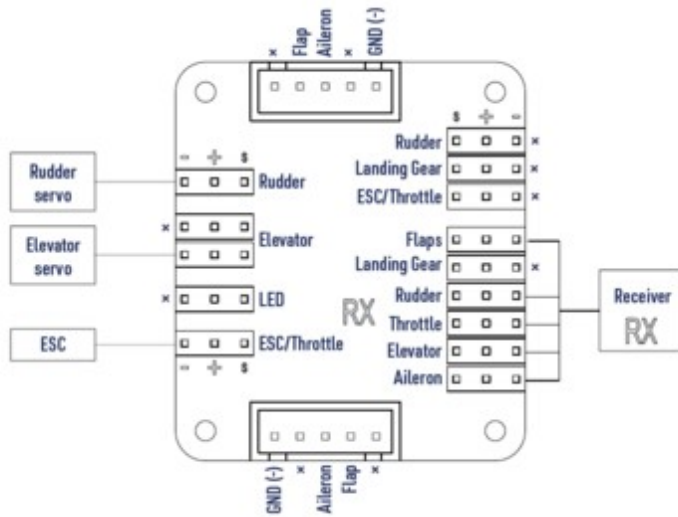 × Flap Aileron × GND (-)
s + -
Rudder ×
Landing Gear ×
ESC/Throttle ×
- + s
Rudder servo
Rudder
× Elevator
Elevator servo
× LED
ESC
ESC/Throttle
- + s
Flaps
Landing Gear ×
Rudder
Throttle
Elevator
Aileron
RX
Receiver
RX
GND (-) × Aileron Flap ×